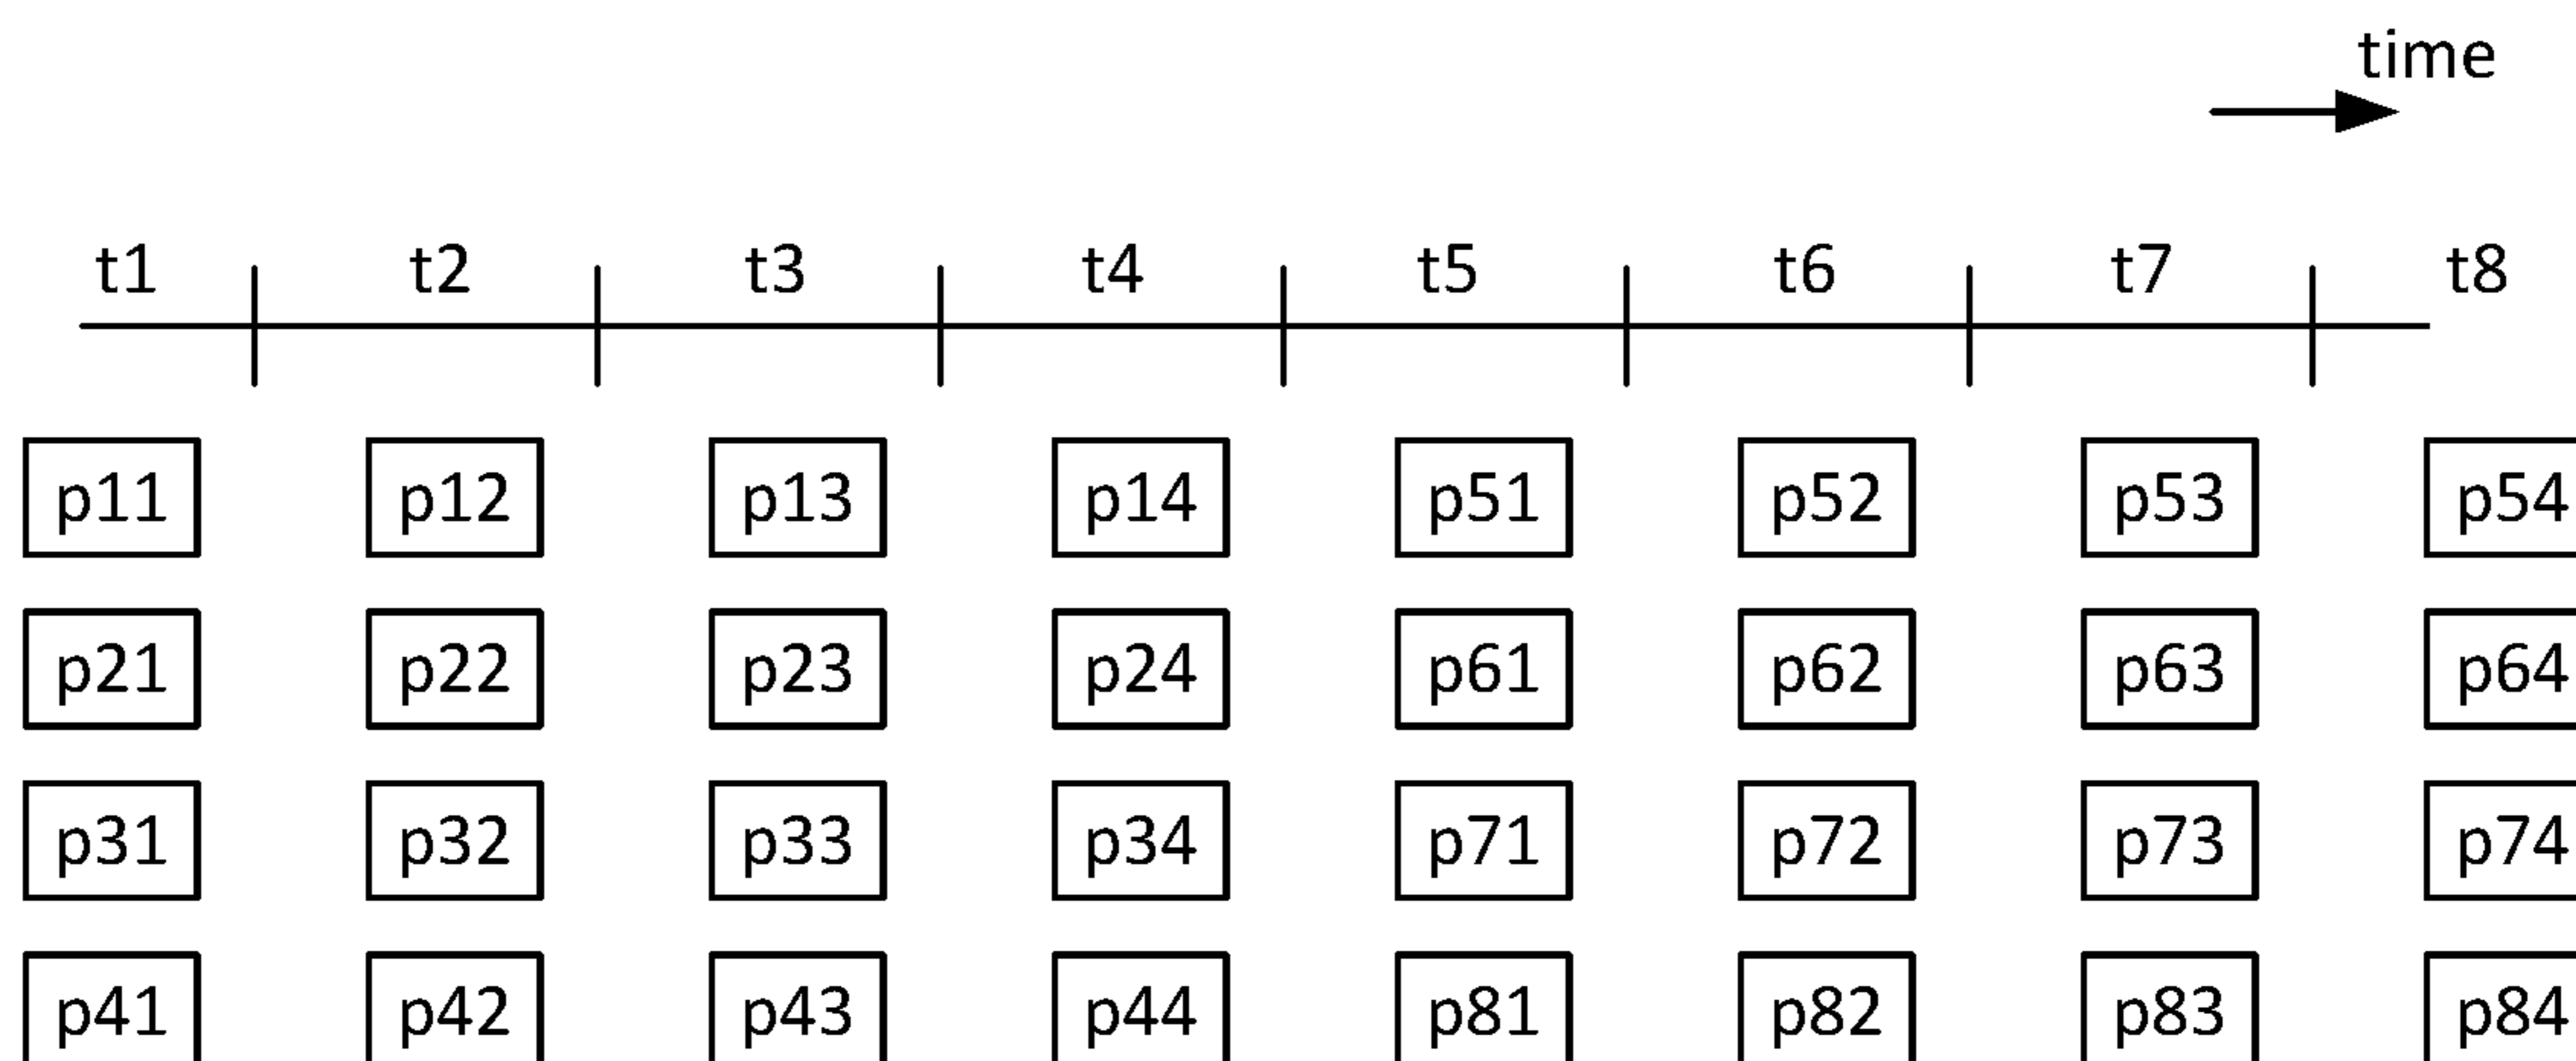 time
t1 t2 t3 t4 t5 t6 t7 t8
p11 p12 p13 p14 p51 p52 p53 p54
p21 p22 p23 p24 p61 p62 p63 p64
p31 p32 p33 p34 p71 p72 p73 p74
p41 p42 p43 p44 p81 p82 p83 p84